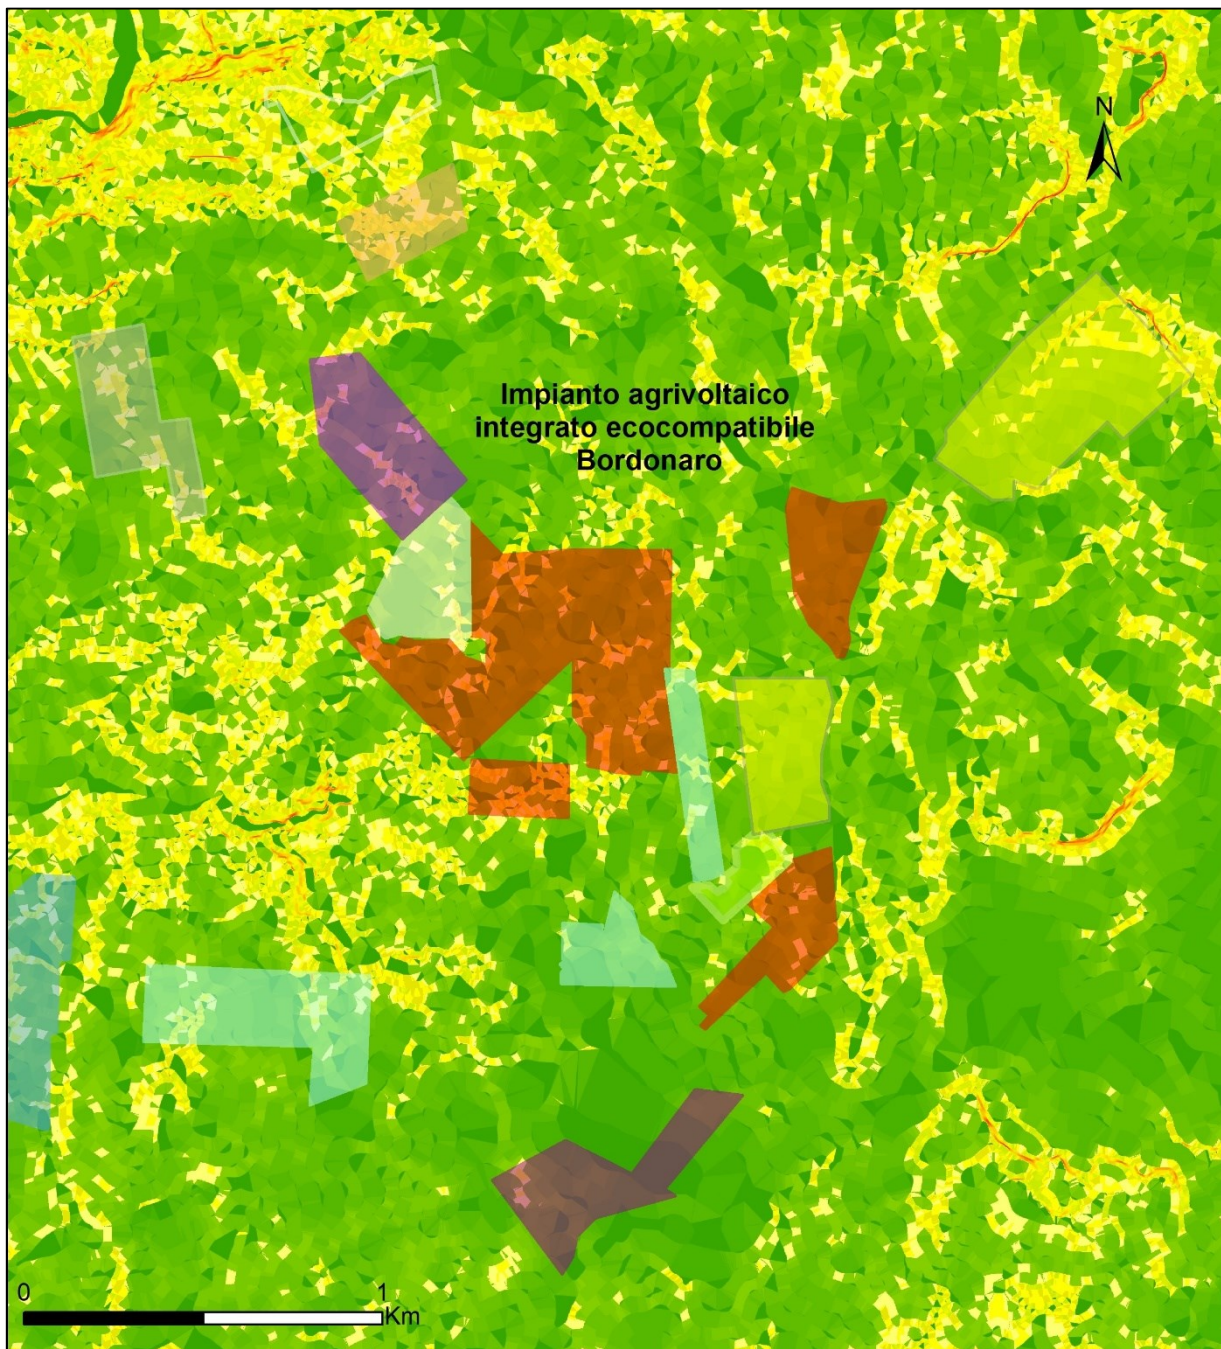 N
Impianto agrivoltaico
integrato ecocompatibile
Bordonaro
0 1
Km